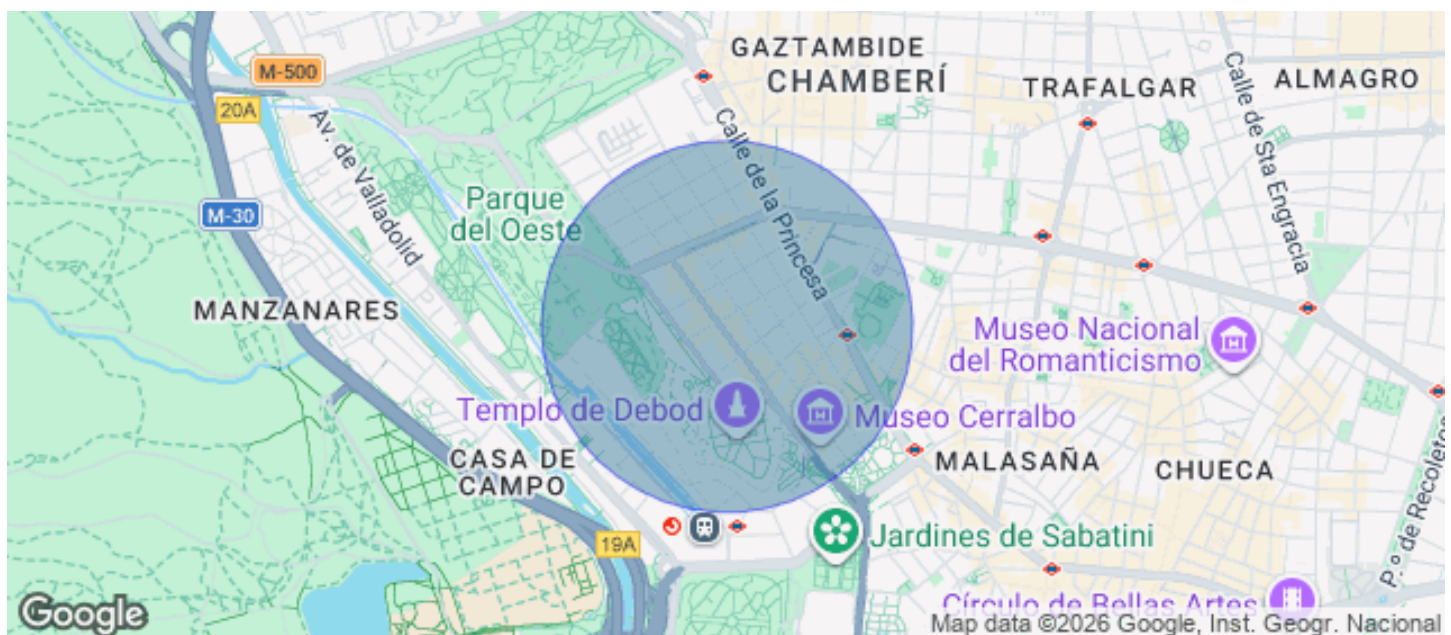 GAZTAMBIDE
CHAMBERÍ
TRAFALGAR
ALMAGRO
M-500
20A
Av. de Valladolid
Calle de la Princesa
Calle de Sta Engracia
Parque
del Oeste
M-30
MANZANARES
Museo Nacional
del Romanticismo
Templo de Debod
Museo Cerralbo
CASA DE
CAMPO
MALASAÑA
CHUECA
P.º de Recoletos
19A
Jardines de Sabatini
Círculo de Bellas Artes
Google
Map data ©2026 Google, Inst. Geogr. Nacional